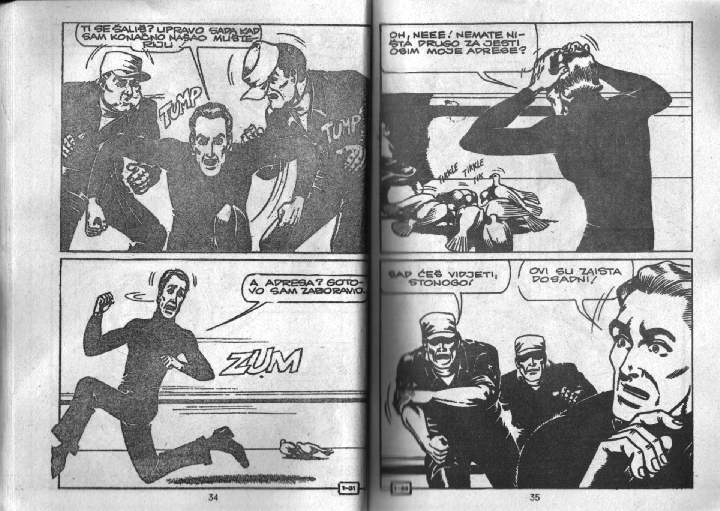 TI SE ŠALIŠ? UPRAVO SADA KAD
SAM KONAČNO NAŠAO MUŠTE-
RIJU
TUMP
TUMP
A ADRESA? GOTO-
VO SAM ZABORAVIO.
ZUM
34
OH, NEEE! NEMATE NI-
ŠTA DRUGO ZA JESTI
OSIM MOJE ADRESE?
TIKKLE
TIKKLE
SAD ĆEŠ VIDJETI,
STONOGO!
OVI SU ZAISTA
DOSADNI!
35